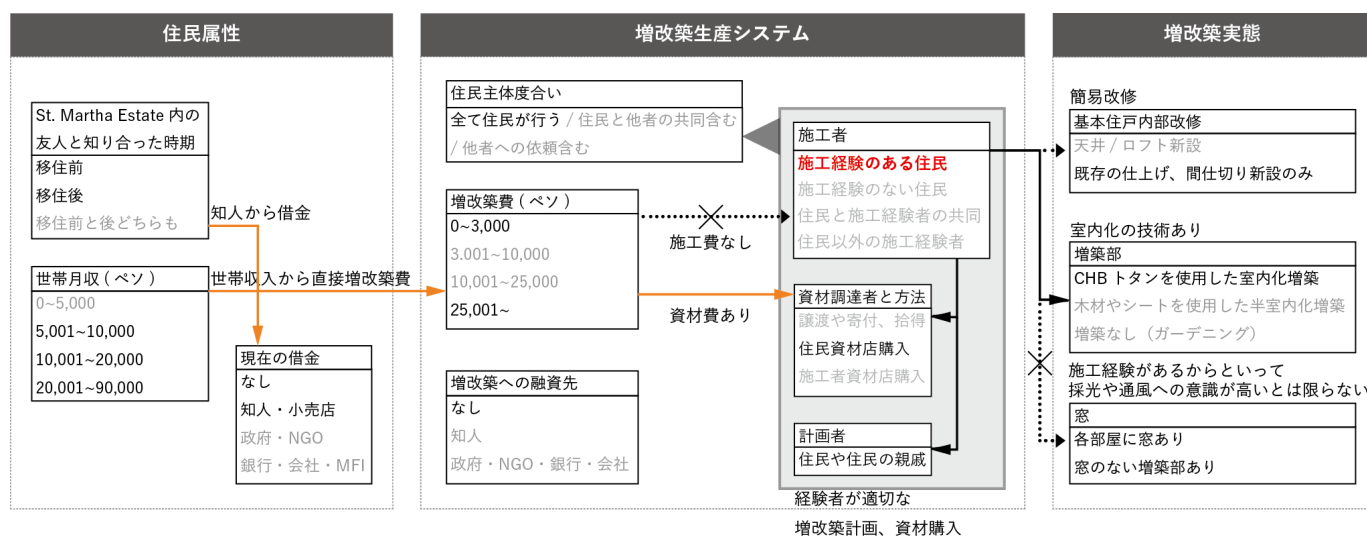 住民属性
St. Martha Estate 内の
友人と知り合った時期
移住前
移住後
移住前と後どちらも
知人から借金
世帯月収 ( ペソ )
0~5,000
5,001~10,000
10,001~20,000
20,001~90,000
世帯収入から直接増改築費
現在の借金
なし
知人・小売店
政府・NGO
銀行・会社・MFI
増改築生産システム
住民主体度合い
全て住民が行う / 住民と他者の共同含む
/ 他者への依頼含む
増改築費 ( ペソ )
0~3,000
3.001~10,000
10,001~25,000
25,001~
施工費なし
資材費あり
増改築への融資先
なし
知人
政府・NGO・銀行・会社
施工者
施工経験のある住民
施工経験のない住民
住民と施工経験者の共同
住民以外の施工経験者
資材調達者と方法
譲渡や寄付、拾得
住民資材店購入
施工者資材店購入
計画者
住民や住民の親戚
経験者が適切な
増改築計画、資材購入
増改築実態
簡易改修
基本住戸内部改修
天井 / ロフト新設
既存の仕上げ、間仕切り新設のみ
室内化の技術あり
増築部
CHB トタンを使用した室内化増築
木材やシートを使用した半室内化増築
増築なし（ガーデニング）
施工経験があるからといって
採光や通風への意識が高いとは限らない
窓
各部屋に窓あり
窓のない増築部あり